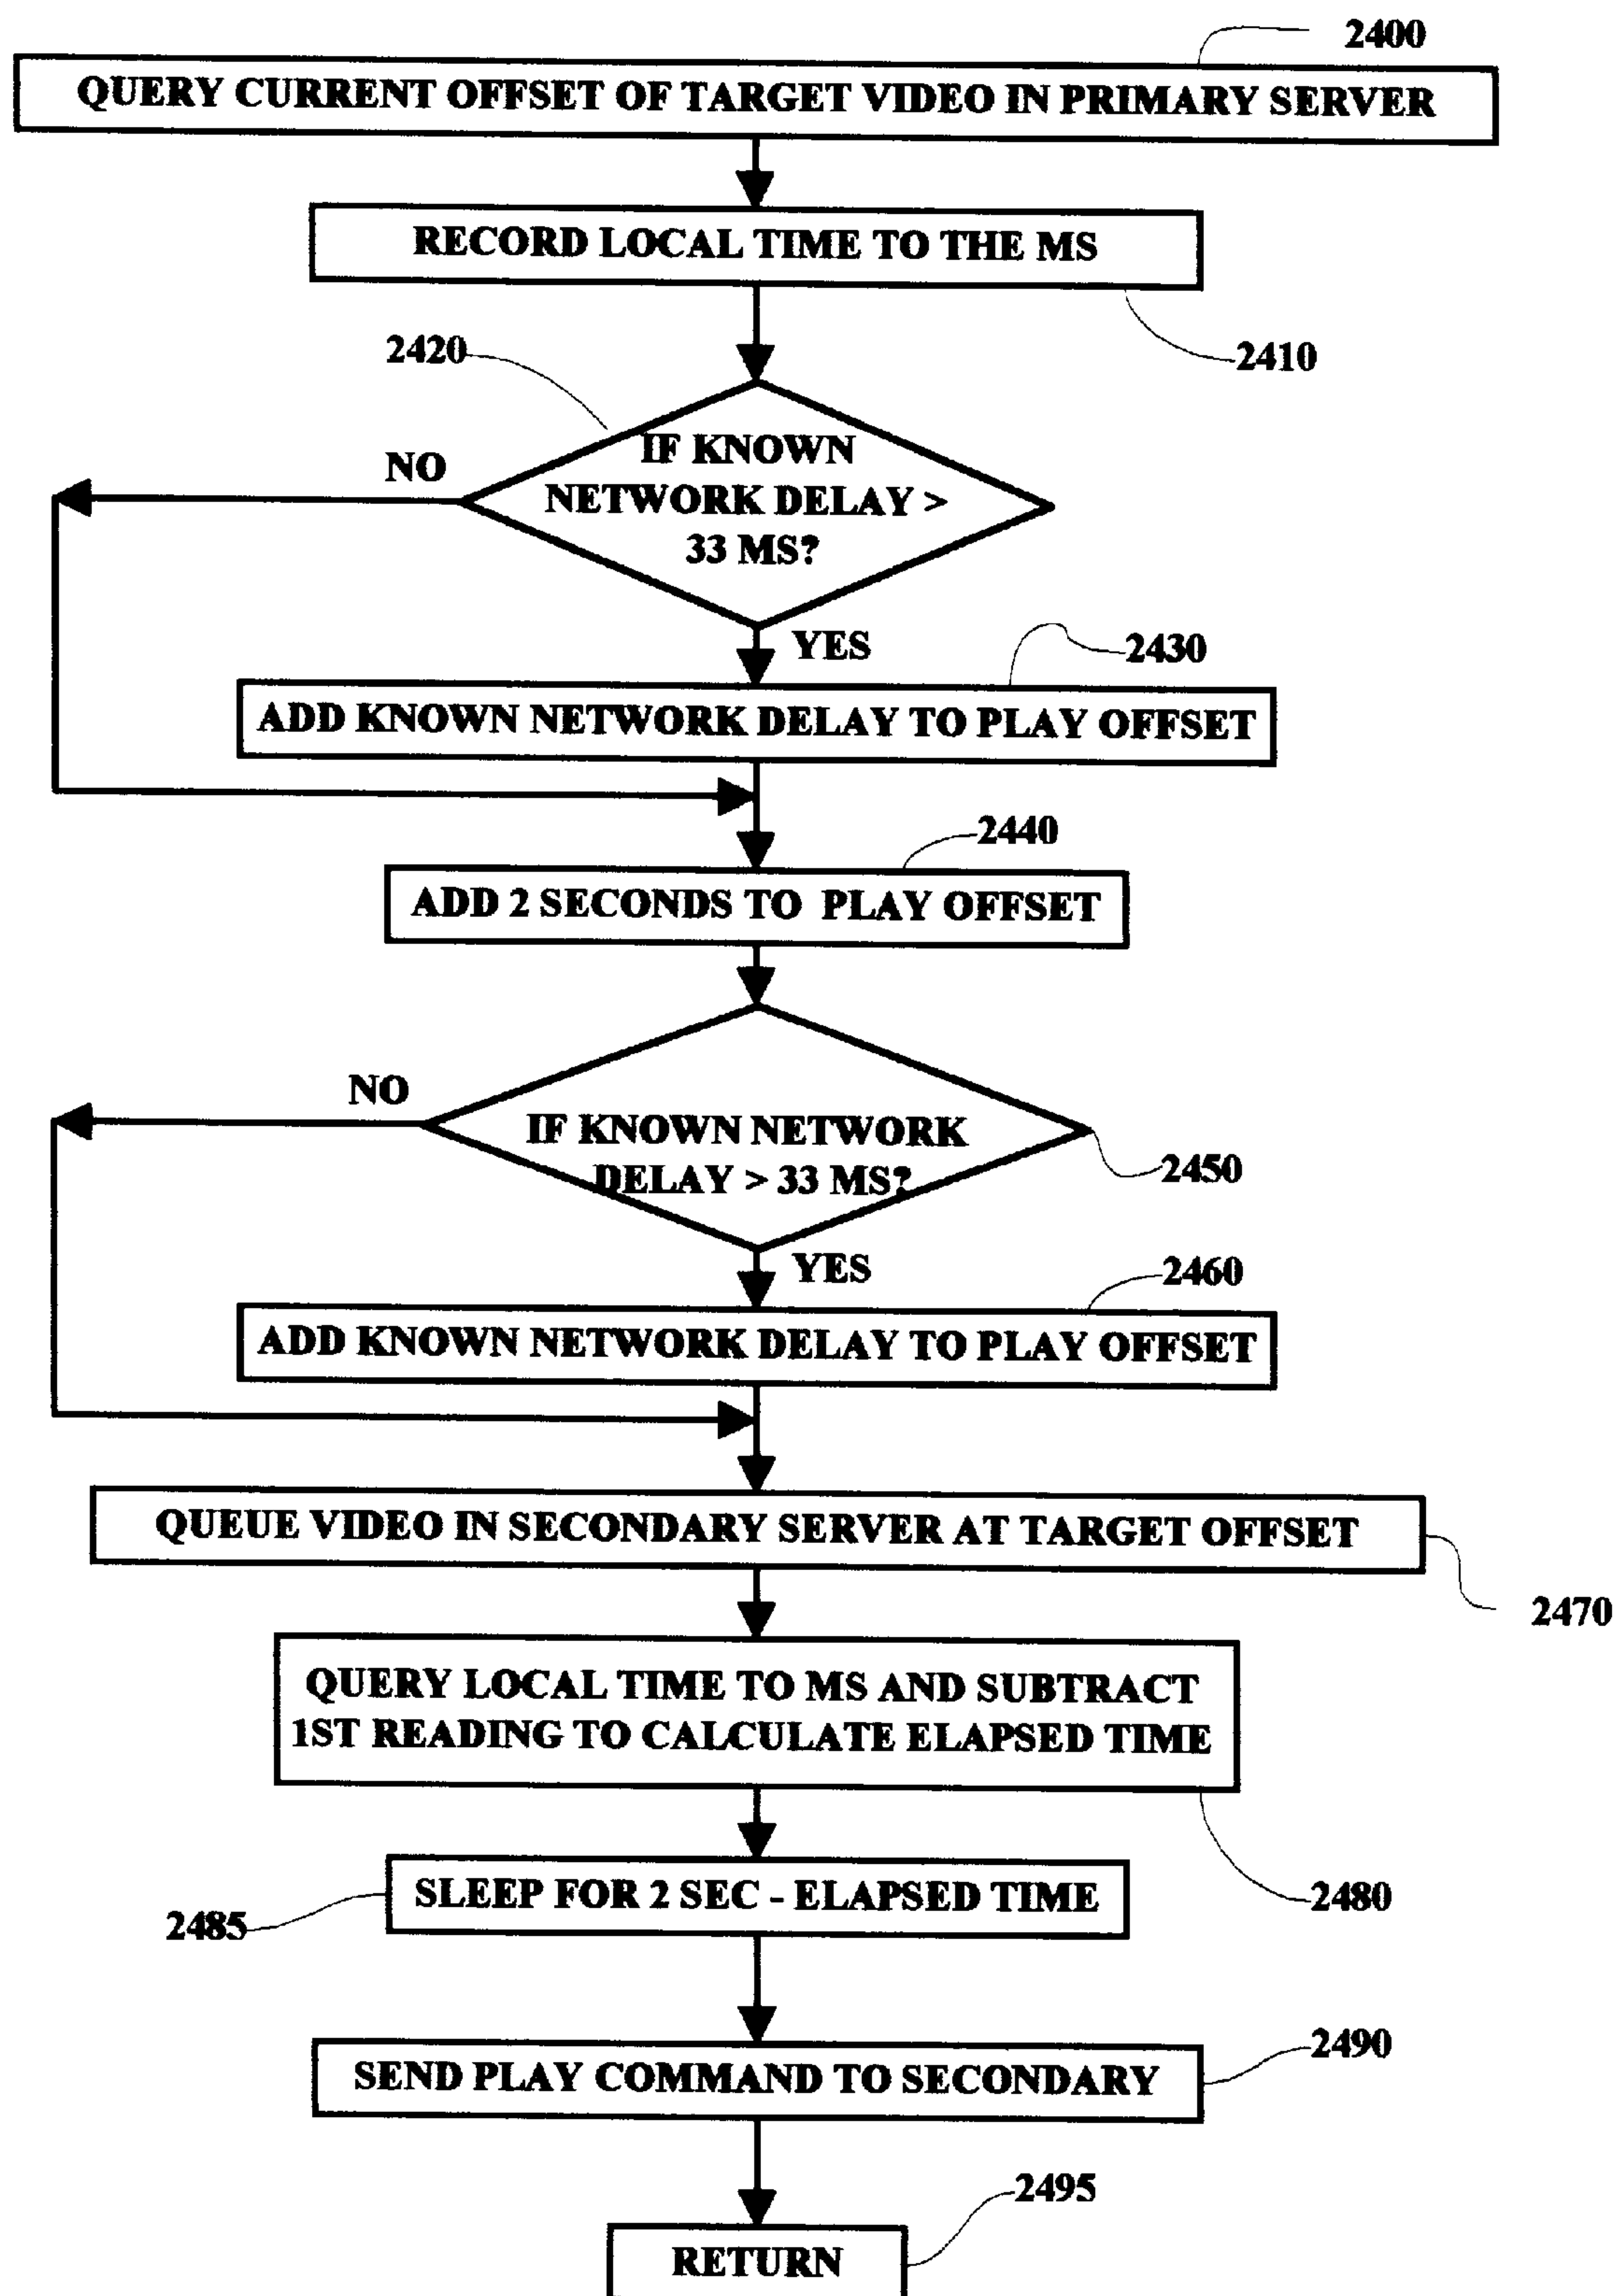 2400
QUERY CURRENT OFFSET OF TARGET VIDEO IN PRIMARY SERVER
RECORD LOCAL TIME TO THE MS
2410
2420
IF KNOWN
NETWORK DELAY >
33 MS?
NO
YES
2430
ADD KNOWN NETWORK DELAY TO PLAY OFFSET
2440
ADD 2 SECONDS TO PLAY OFFSET
NO
IF KNOWN NETWORK
DELAY > 33 MS?
2450
YES
2460
ADD KNOWN NETWORK DELAY TO PLAY OFFSET
QUEUE VIDEO IN SECONDARY SERVER AT TARGET OFFSET
2470
QUERY LOCAL TIME TO MS AND SUBTRACT
1ST READING TO CALCULATE ELAPSED TIME
2480
SLEEP FOR 2 SEC - ELAPSED TIME
2485
2490
SEND PLAY COMMAND TO SECONDARY
2495
RETURN